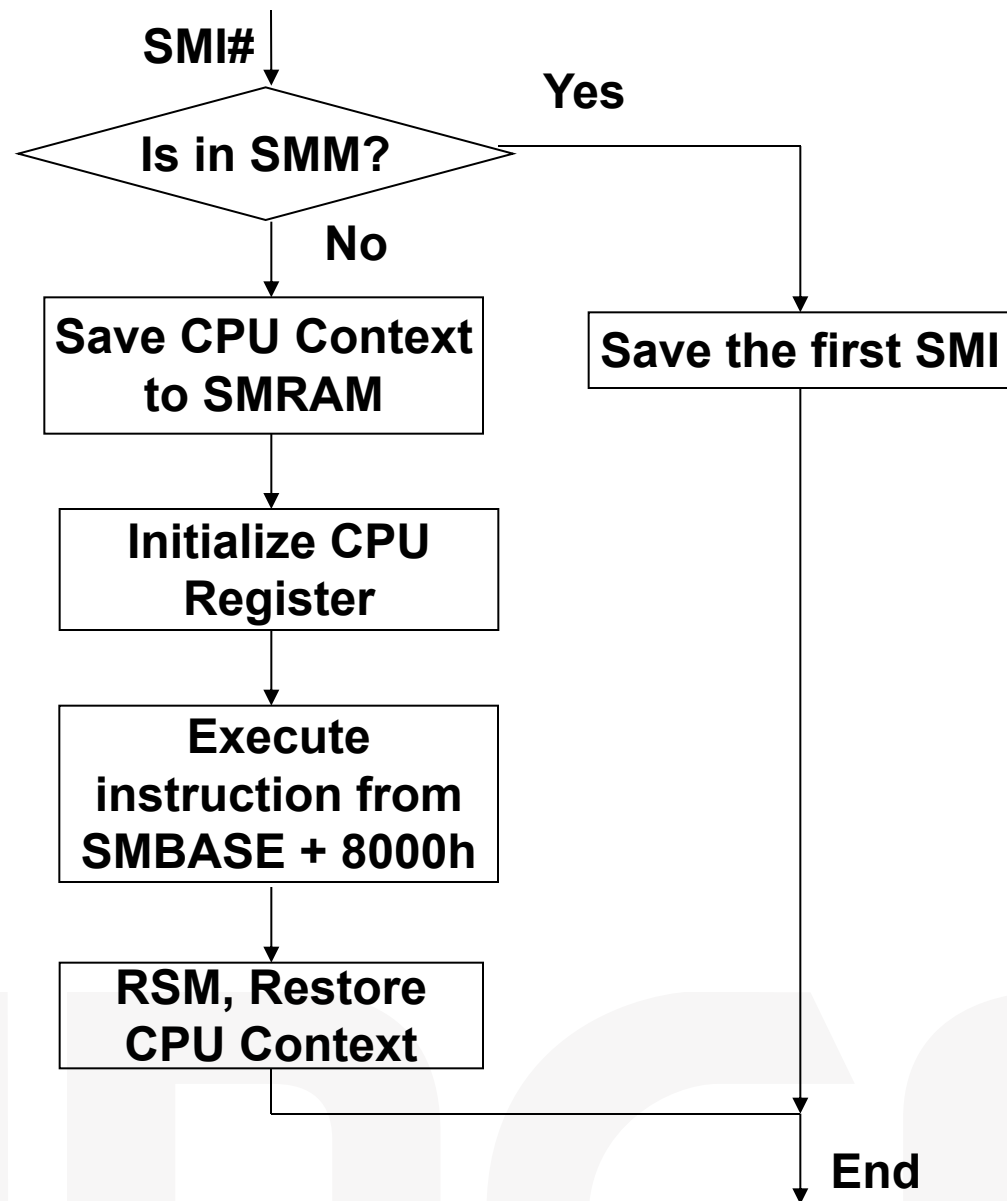 SMI#
Is in SMM?
Yes
No
Save CPU Context
to SMRAM
Save the first SMI
Initialize CPU
Register
Execute
instruction from
SMBASE + 8000h
RSM, Restore
CPU Context
End